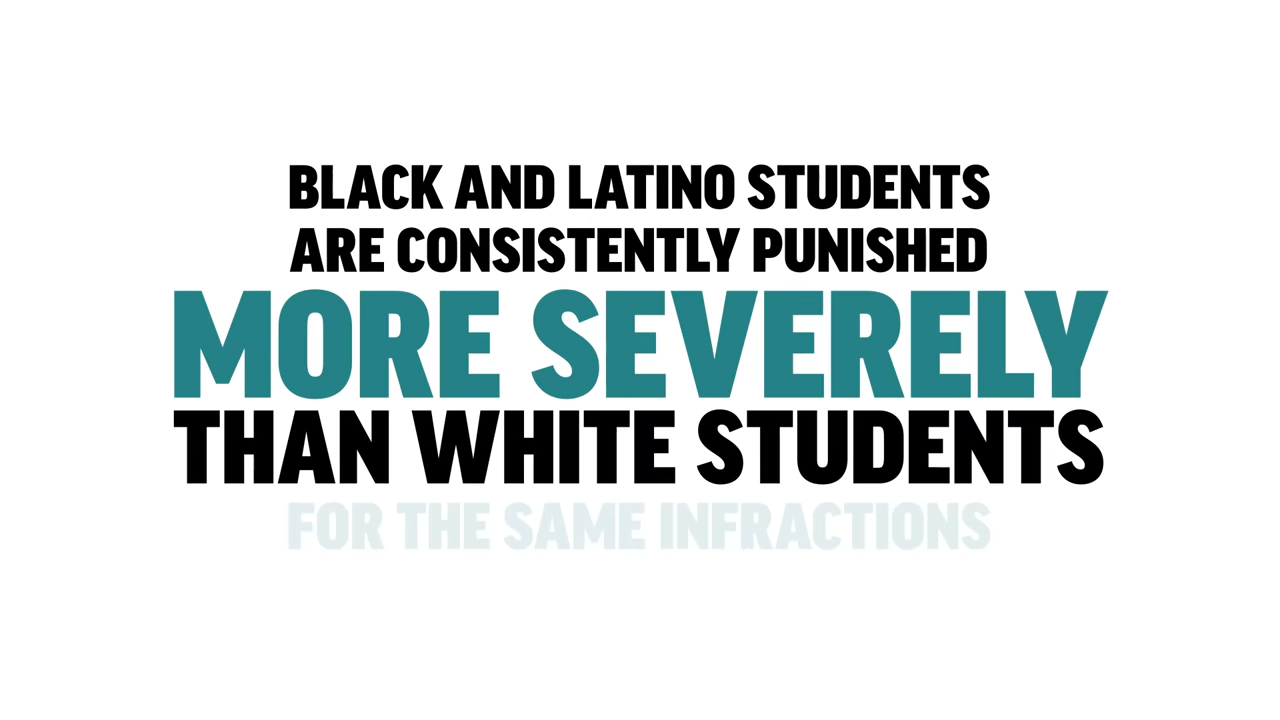 BLACK AND LATINO STUDENTS
ARE CONSISTENTLY PUNISHED
MORE SEVERELY
THAN WHITE STUDENTS
FOR THE SAME INFRACTIONS